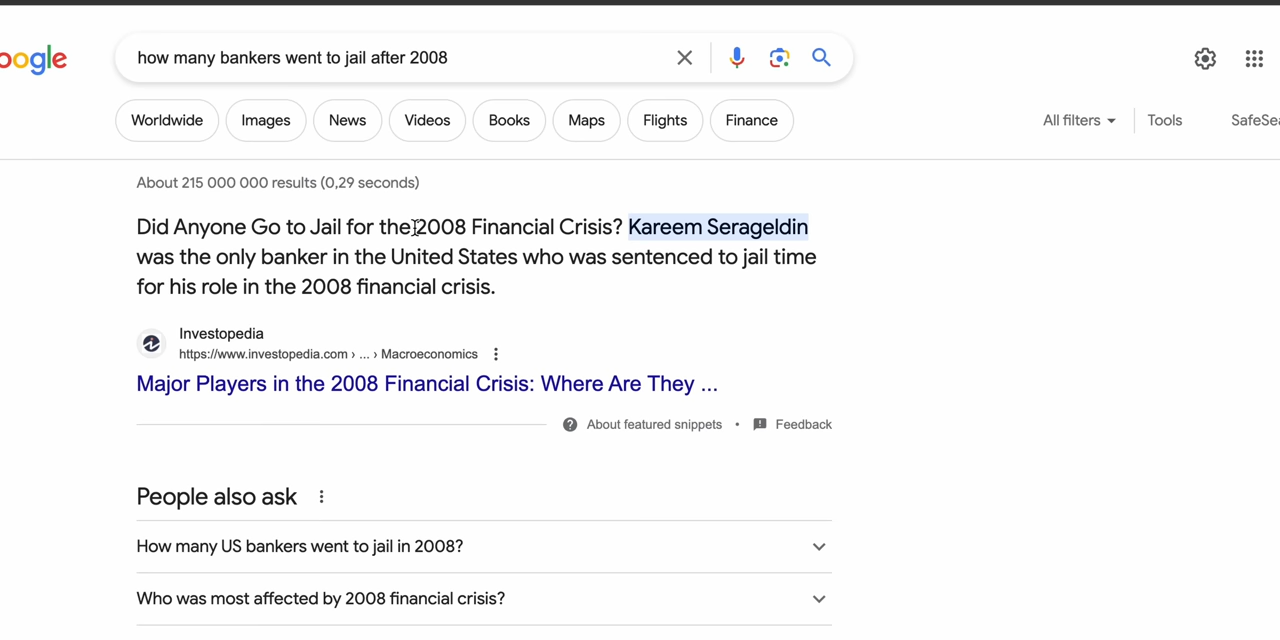 oogle
how many bankers went to jail after 2008
Worldwide Images News Videos Books Maps Flights Finance All filters Tools SafeSea
About 215 000 000 results (0,29 seconds)
Did Anyone Go to Jail for the 2008 Financial Crisis? Kareem Serageldin
was the only banker in the United States who was sentenced to jail time
for his role in the 2008 financial crisis.
Investopedia
https://www.investopedia.com › ... › Macroeconomics
Major Players in the 2008 Financial Crisis: Where Are They ...
About featured snippets • Feedback
People also ask
How many US bankers went to jail in 2008?
Who was most affected by 2008 financial crisis?